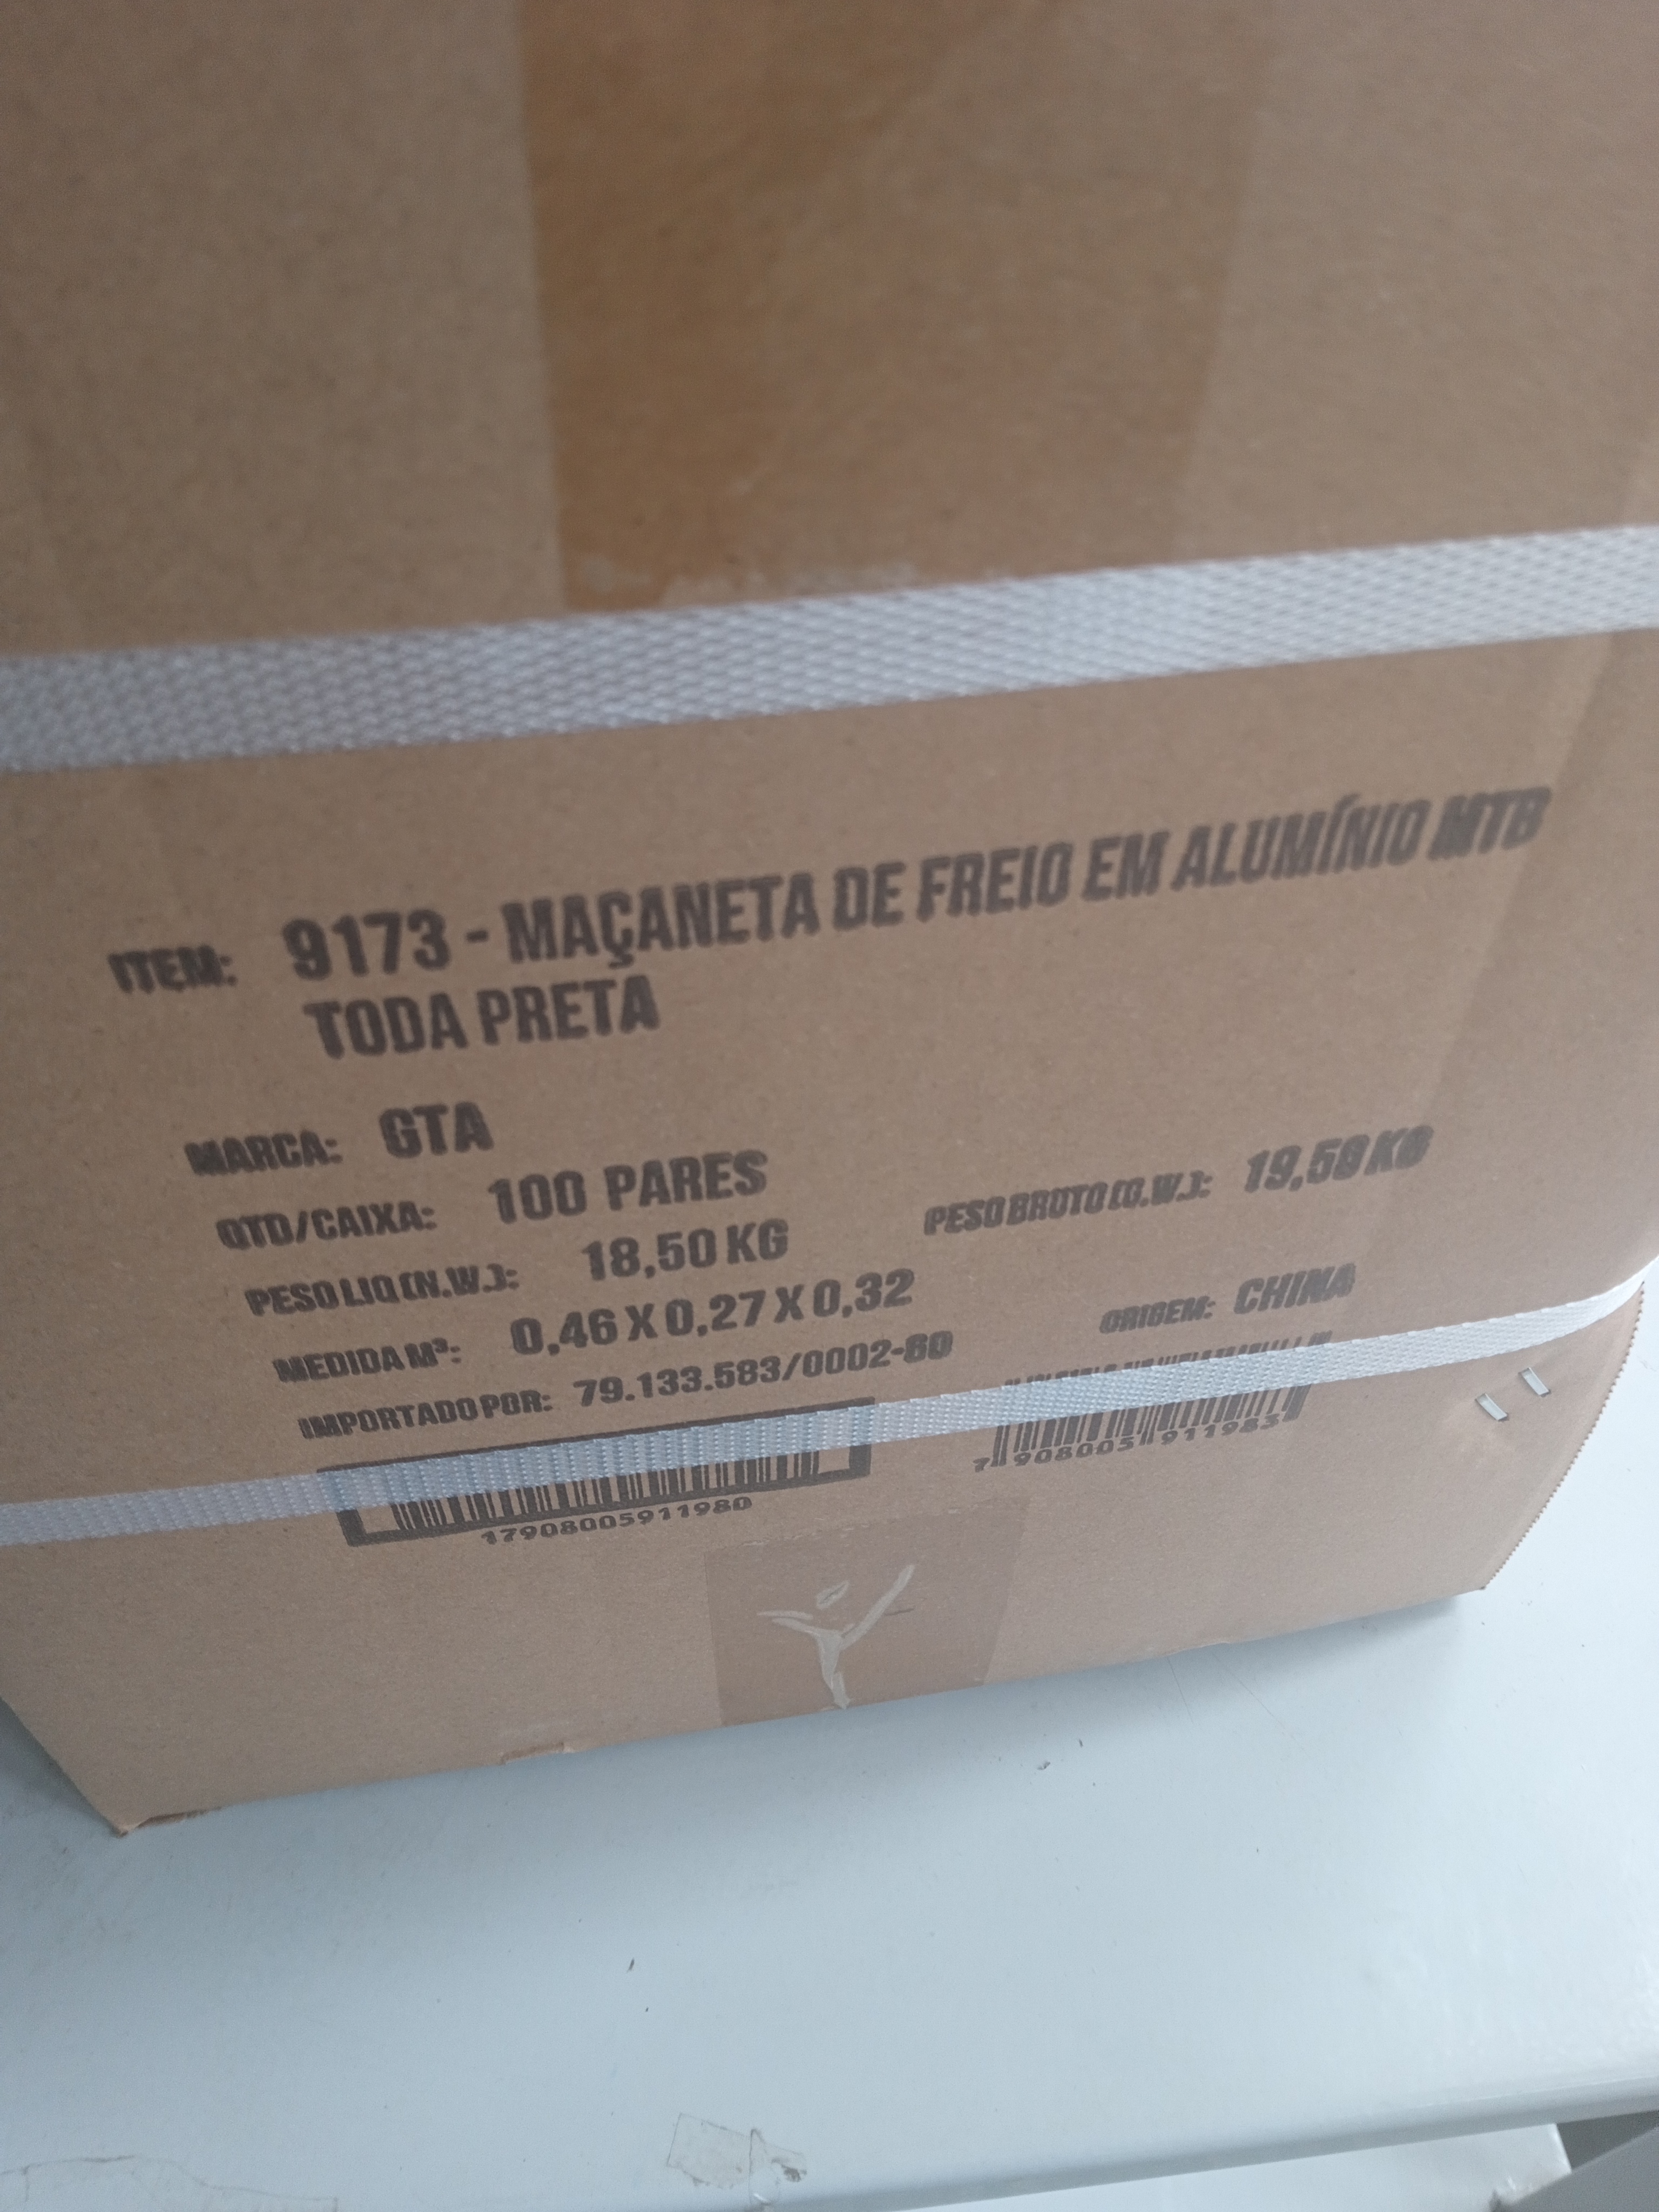 ITEM: 9173 - MAÇANETA DE FREIO EM ALUMÍNIO MTB
TODA PRETA
MARCA: GTA
QTD/CAIXA: 100 PARES
PESO LIQ (N.W.): 18,50 KG PESO BRUTO (G.W.): 19,50 KG
MEDIDA M³: 0,46 X 0,27 X 0,32 ORIGEM: CHINA
IMPORTADO POR: 79.133.583/0002-60
17908005911980
7 908005 911983